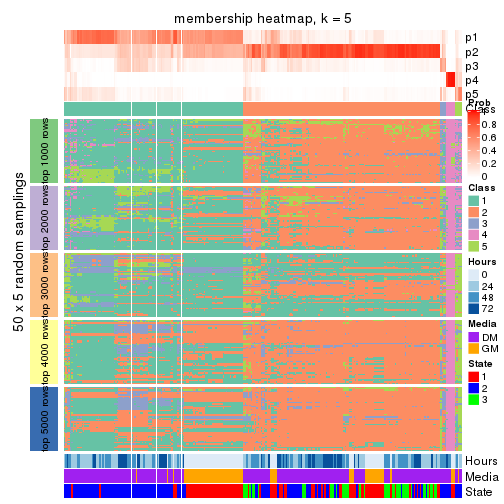 membership heatmap, k = 5
p1
p2
p3
p4
p5
Class
50 x 5 random samplings
top 1000 rows
top 2000 rows
top 3000 rows
top 4000 rows
top 5000 rows
Prob
1
0.8
0.6
0.4
0.2
0
Class
1
2
3
4
5
Hours
0
24
48
72
Media
DM
GM
State
1
2
3
Hours
Media
State